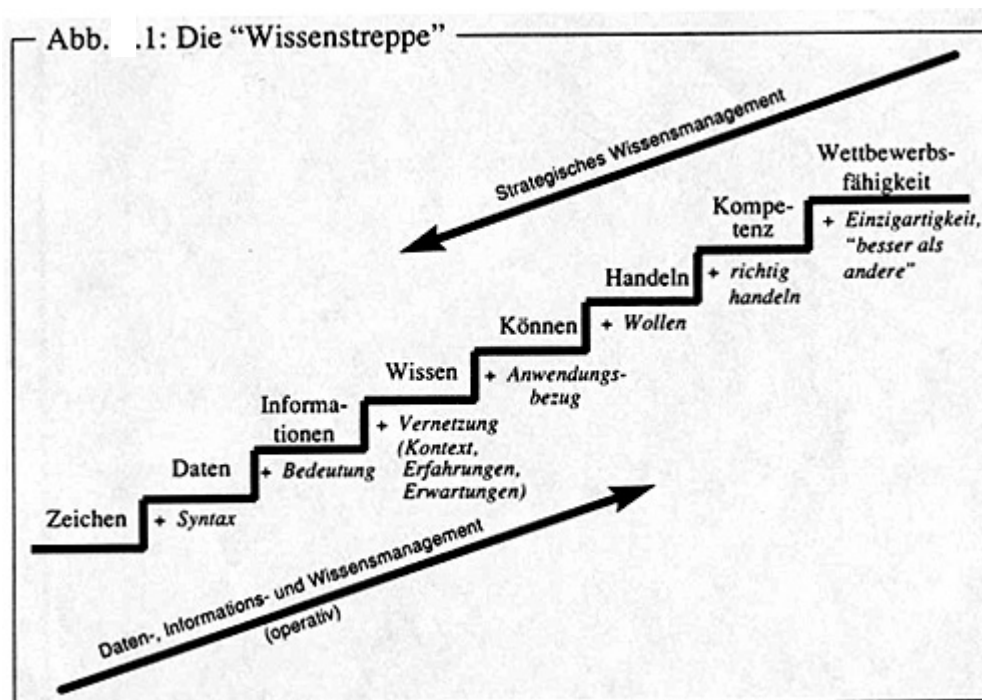 Abb. .1: Die “Wissenstreppe”
Strategisches Wissensmanagement
Wettbewerbs-
fähigkeit
+ Einzigartigkeit,
“besser als
andere”
Kompe-
tenz
+ richtig
handeln
Handeln
+ Wollen
Können
+ Anwendungs-
bezug
Wissen
+ Vernetzung
(Kontext,
Erfahrungen,
Erwartungen)
Informa-
tionen
+ Bedeutung
Daten
+ Syntax
Zeichen
Daten-, Informations- und Wissensmanagement
(operativ)